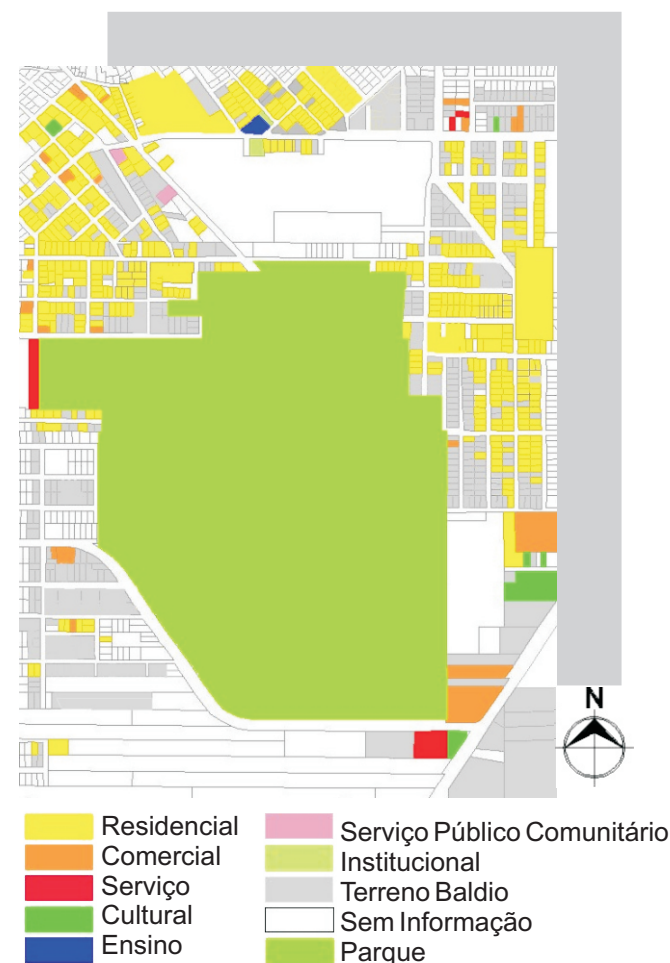 N
Residencial
Comercial
Serviço
Cultural
Ensino
Serviço Público Comunitário
Institucional
Terreno Baldio
Sem Informação
Parque